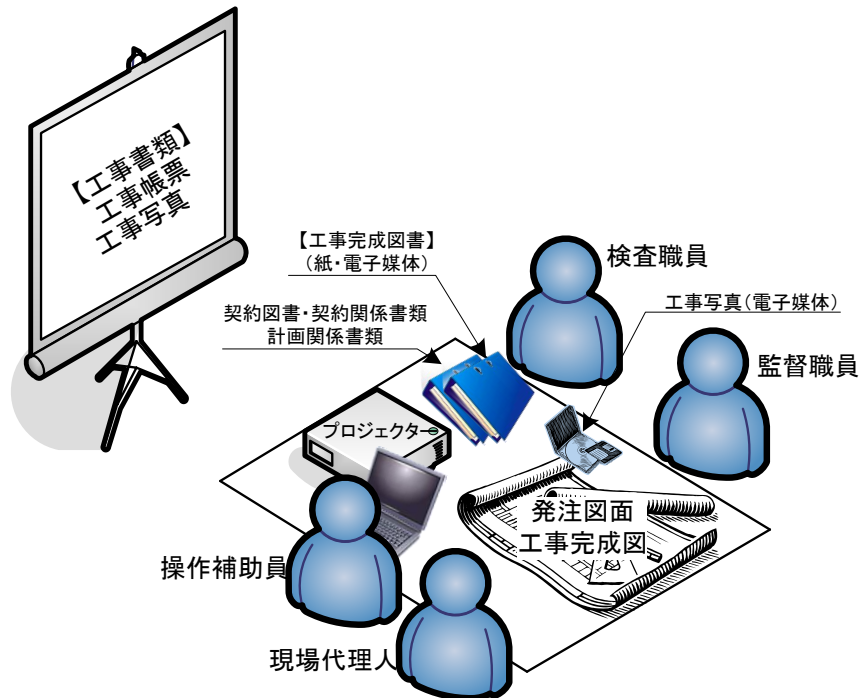 【工事書類】
工事帳票
工事写真
【工事完成図書】
(紙・電子媒体)
検査職員
工事写真(電子媒体)
契約図書・契約関係書類
計画関係書類
監督職員
プロジェクター
発注図面
工事完成図
操作補助員
現場代理人